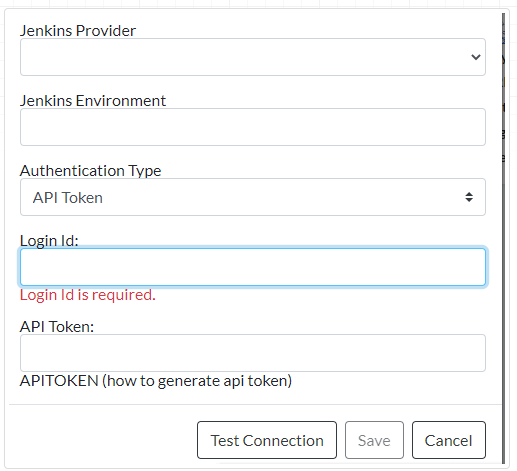 Jenkins Provider
Jenkins Environment
Authentication Type
API Token
Login Id:
Login Id is required.
API Token:
APITOKEN (how to generate api token)
Test Connection Save Cancel